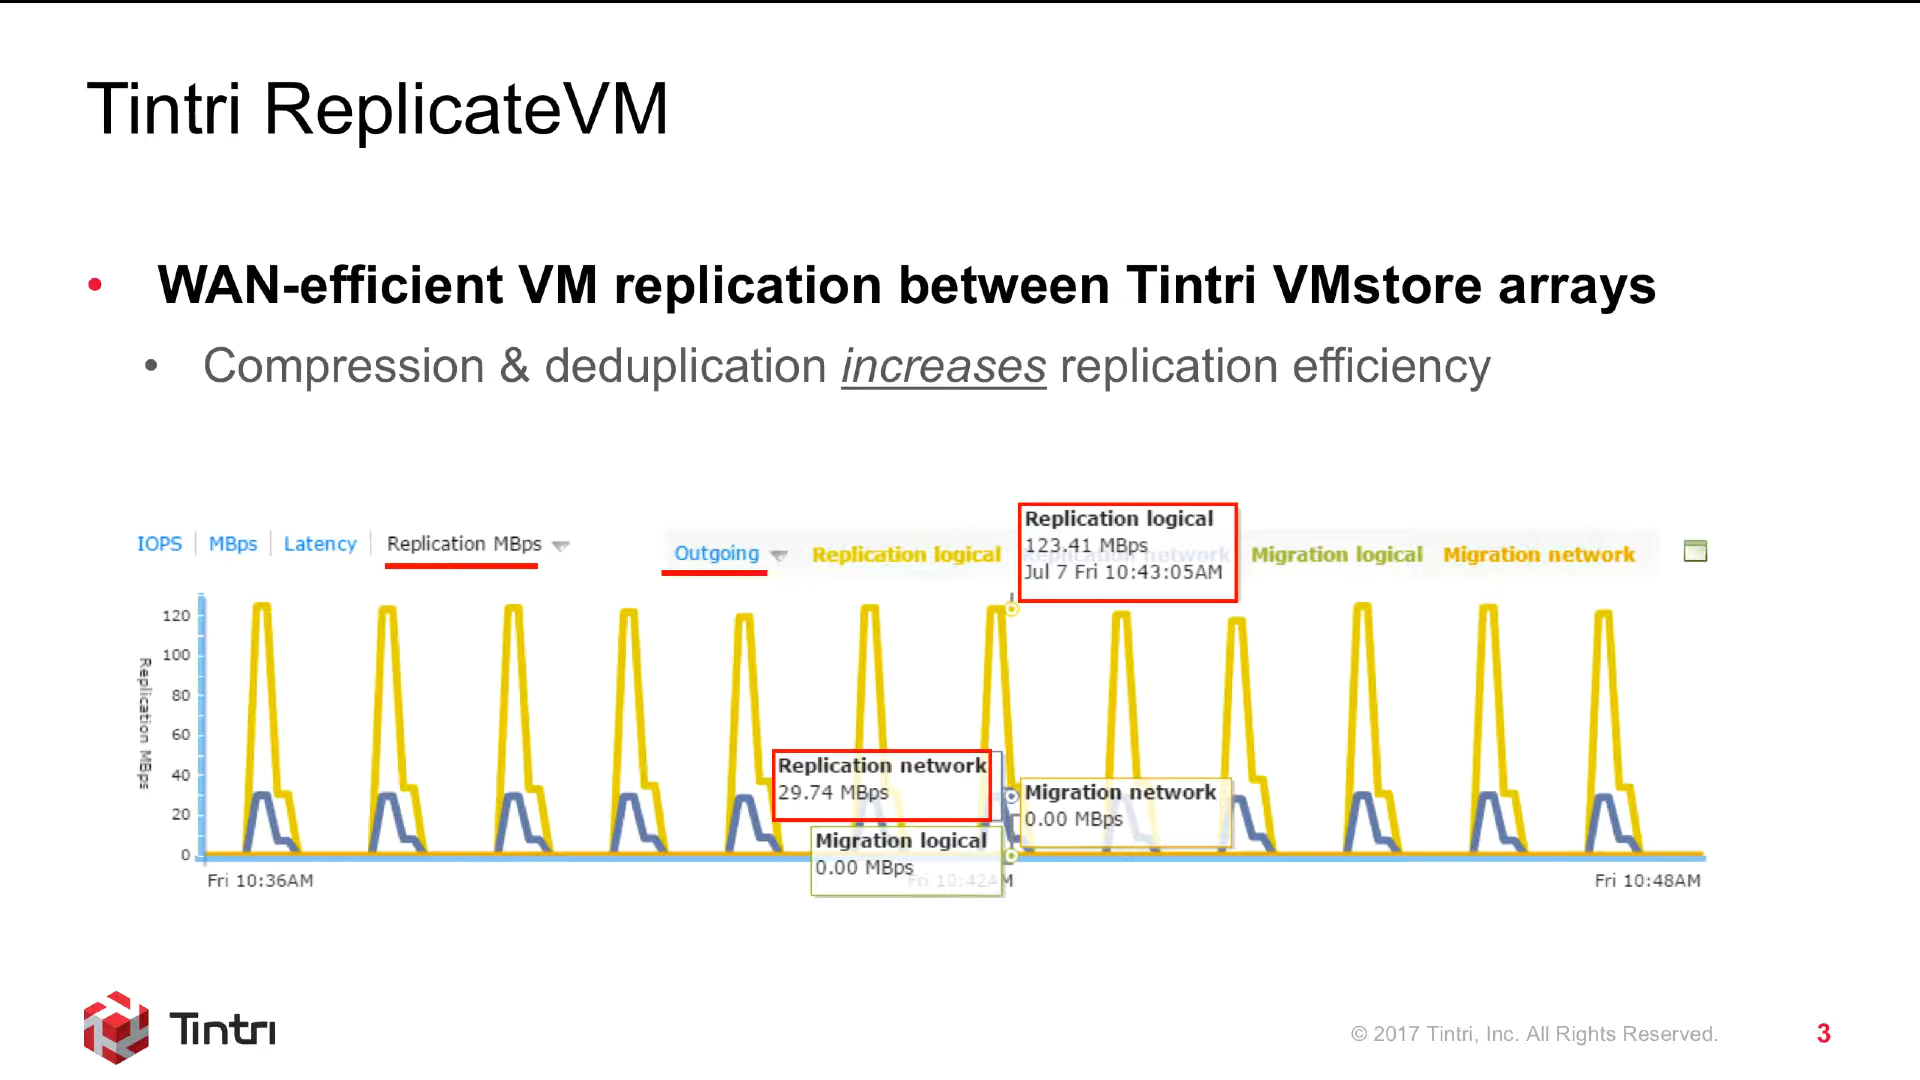 Tintri ReplicateVM
• WAN-efficient VM replication between Tintri VMstore arrays
• Compression & deduplication increases replication efficiency
IOPS MBps Latency Replication MBps
Outgoing Replication logical Replication network Migration logical Migration network
Replication logical
123.41 MBps
Jul 7 Fri 10:43:05AM
Replication MBps
120
100
80
60
40
20
0
Replication network
29.74 MBps
Migration network
0.00 MBps
Migration logical
0.00 MBps
Fri 10:36AM
Fri 10:42AM
Fri 10:48AM
Tintri
© 2017 Tintri, Inc. All Rights Reserved.
3